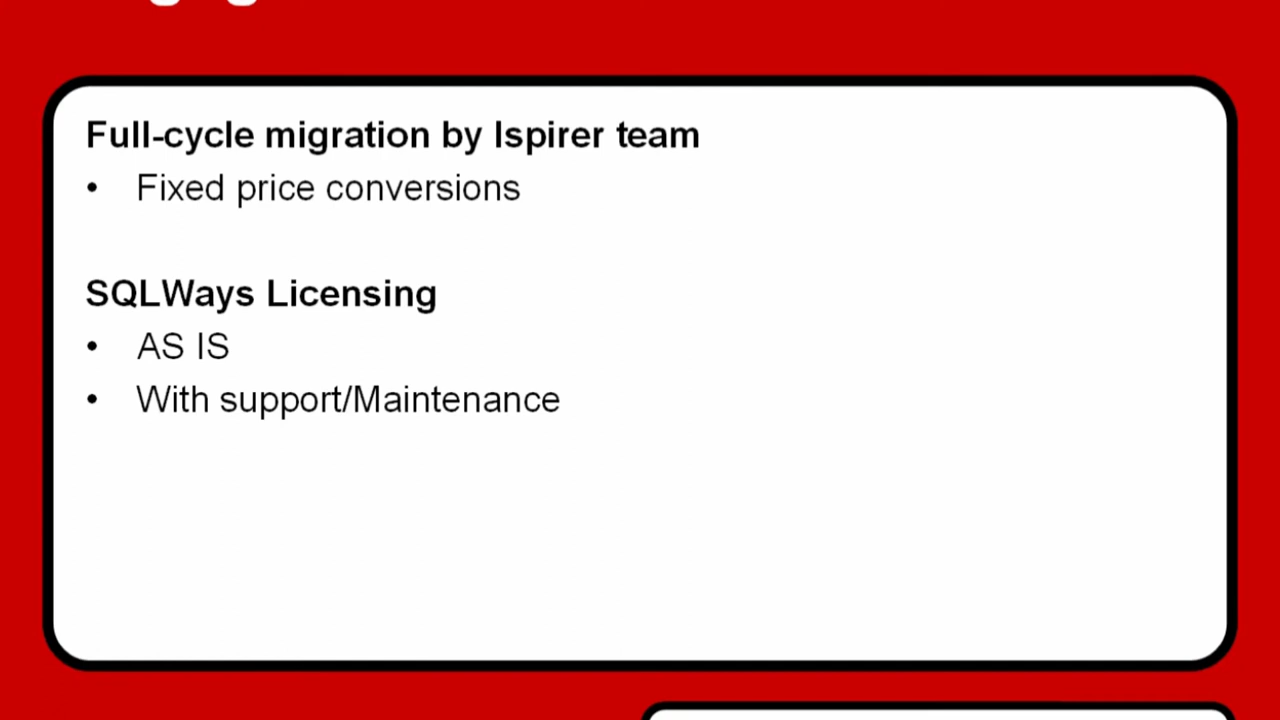 Full-cycle migration by Ispirer team
• Fixed price conversions
SQLWays Licensing
• AS IS
• With support/Maintenance